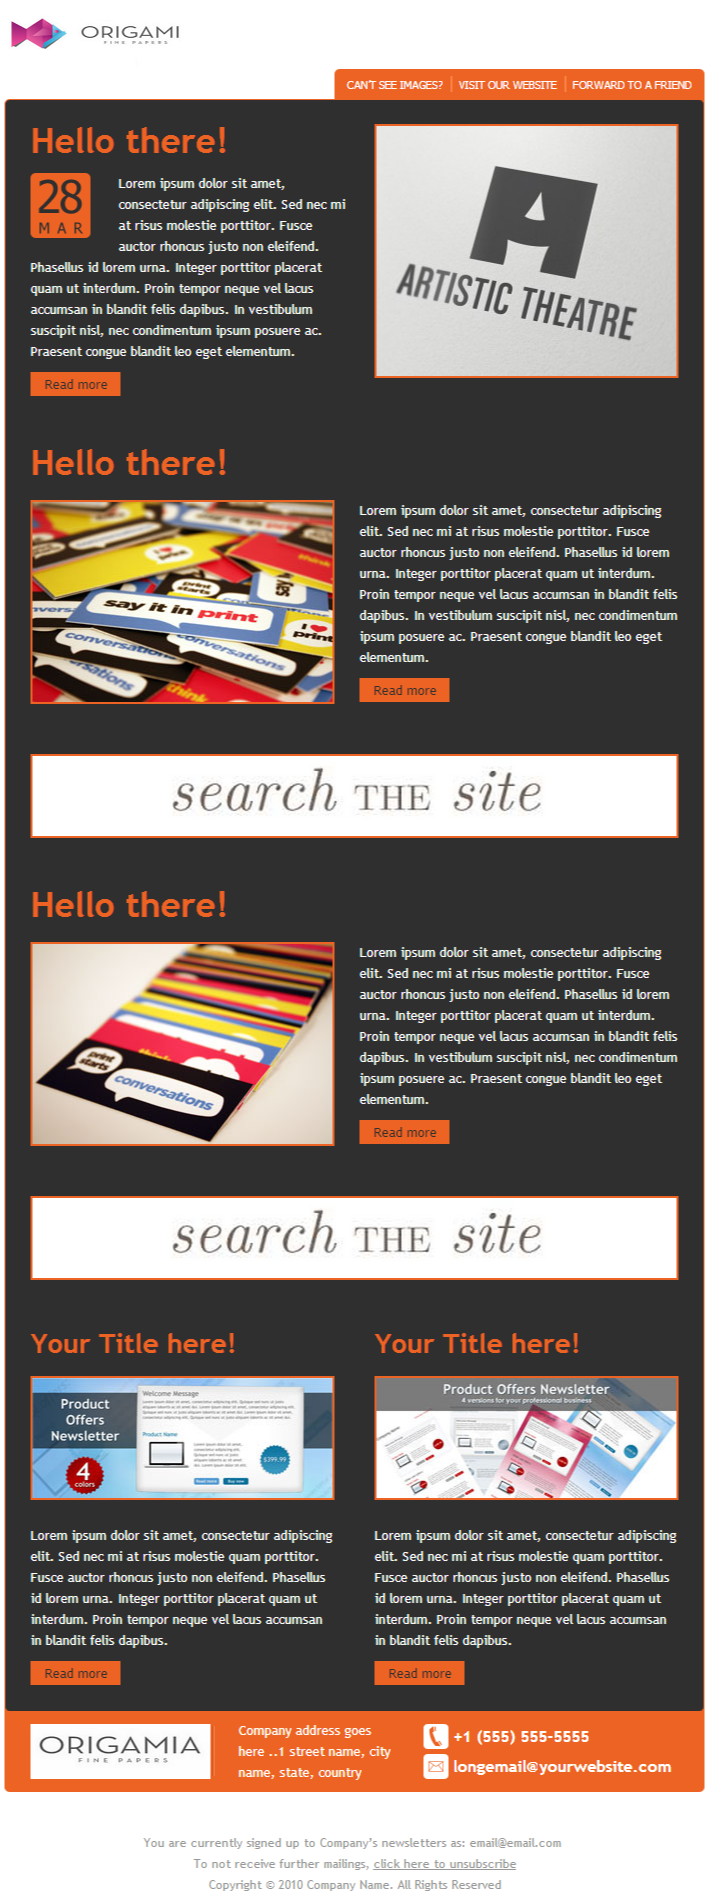 ORIGAMI
FINE PAPERS
CAN'T SEE IMAGES? | VISIT OUR WEBSITE | FORWARD TO A FRIEND
Hello there!
28
MAR
Lorem ipsum dolor sit amet,
consectetur adipiscing elit. Sed nec mi
at risus molestie porttitor. Fusce
auctor rhoncus justo non eleifend.
Phasellus id lorem urna. Integer porttitor placerat
quam ut interdum. Proin tempor neque vel lacus
accumsan in blandit felis dapibus. In vestibulum
suscipit nisl, nec condimentum ipsum posuere ac.
Praesent congue blandit leo eget elementum.
Read more
A
ARTISTIC THEATRE
Hello there!
say it in print
print
starts
conversations
I ❤ print
think
conversations
think
Lorem ipsum dolor sit amet, consectetur adipiscing
elit. Sed nec mi at risus molestie porttitor. Fusce
auctor rhoncus justo non eleifend. Phasellus id lorem
urna. Integer porttitor placerat quam ut interdum.
Proin tempor neque vel lacus accumsan in blandit felis
dapibus. In vestibulum suscipit nisl, nec condimentum
ipsum posuere ac. Praesent congue blandit leo eget
elementum.
Read more
search THE site
Hello there!
print
starts
conversations
Lorem ipsum dolor sit amet, consectetur adipiscing
elit. Sed nec mi at risus molestie porttitor. Fusce
auctor rhoncus justo non eleifend. Phasellus id lorem
urna. Integer porttitor placerat quam ut interdum.
Proin tempor neque vel lacus accumsan in blandit felis
dapibus. In vestibulum suscipit nisl, nec condimentum
ipsum posuere ac. Praesent congue blandit leo eget
elementum.
Read more
search THE site
Your Title here!
Product
Offers
Newsletter
4
colors
Welcome Message
Product Name
$399.99
Read more
Buy now
Lorem ipsum dolor sit amet, consectetur adipiscing
elit. Sed nec mi at risus molestie quam porttitor.
Fusce auctor rhoncus justo non eleifend. Phasellus
id lorem urna. Integer porttitor placerat quam ut
interdum. Proin tempor neque vel lacus accumsan
in blandit felis dapibus.
Read more
Your Title here!
Product Offers Newsletter
4 versions for your professional business
Lorem ipsum dolor sit amet, consectetur adipiscing
elit. Sed nec mi at risus molestie quam porttitor.
Fusce auctor rhoncus justo non eleifend. Phasellus
id lorem urna. Integer porttitor placerat quam ut
interdum. Proin tempor neque vel lacus accumsan
in blandit felis dapibus.
Read more
ORIGAMIA
FINE PAPERS
Company address goes
here ..1 street name, city
name, state, country
+1 (555) 555-5555
longemail@yourwebsite.com
You are currently signed up to Company's newsletters as: email@email.com
To not receive further mailings, click here to unsubscribe
Copyright © 2010 Company Name. All Rights Reserved